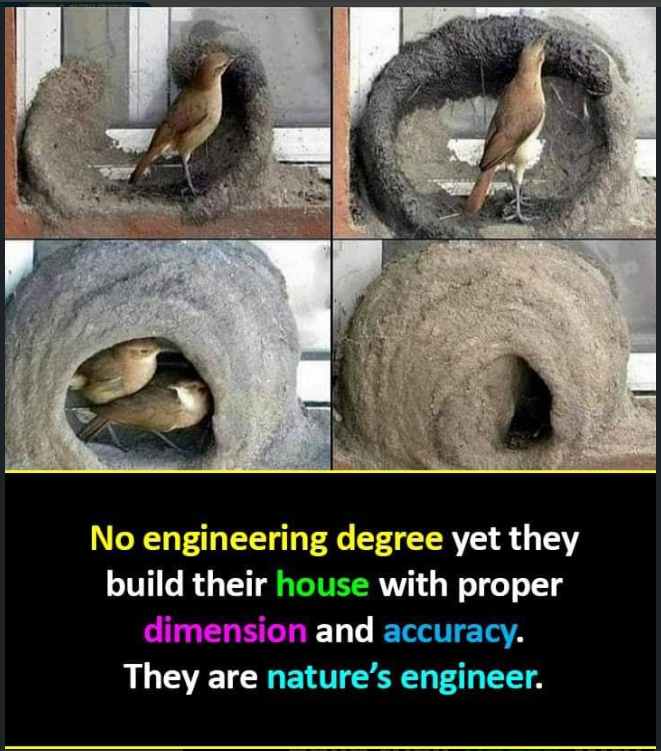 No engineering degree yet they
build their house with proper
dimension and accuracy.
They are nature's engineer.